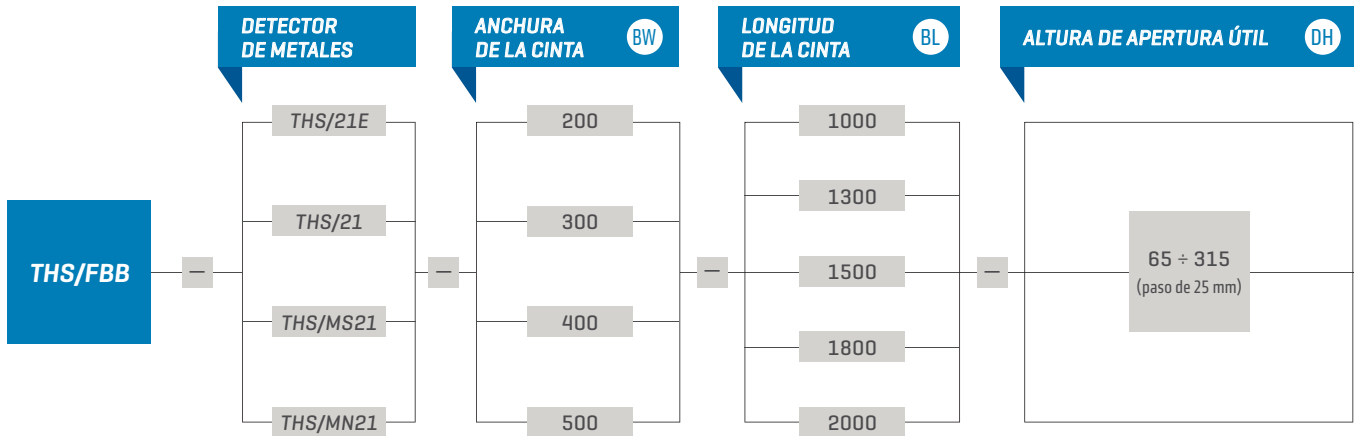 DETECTOR
DE METALES
ANCHURA
DE LA CINTA
BW
LONGITUD
DE LA CINTA
BL
ALTURA DE APERTURA ÚTIL
DH
THS/FBB
—
THS/21E
THS/21
THS/MS21
THS/MN21
—
200
300
400
500
—
1000
1300
1500
1800
2000
—
65 ÷ 315
(paso de 25 mm)